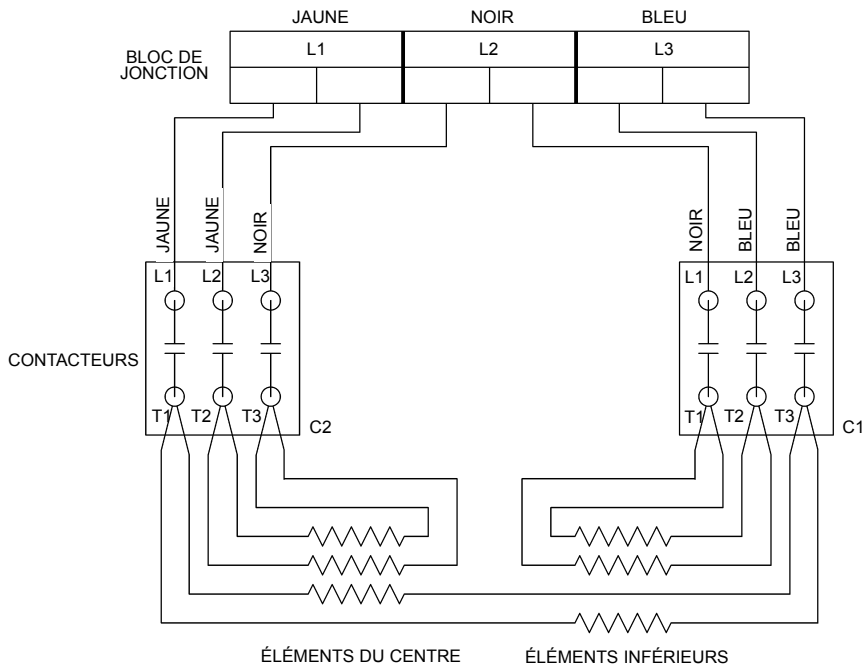 JAUNE NOIR BLEU
L1 L2 L3
BLOC DE
JONCTION
JAUNE JAUNE NOIR NOIR BLEU BLEU
L1 L2 L3 L1 L2 L3
CONTACTEURS
T1 T2 T3 T1 T2 T3
C2 C1
ÉLÉMENTS DU CENTRE ÉLÉMENTS INFÉRIEURS